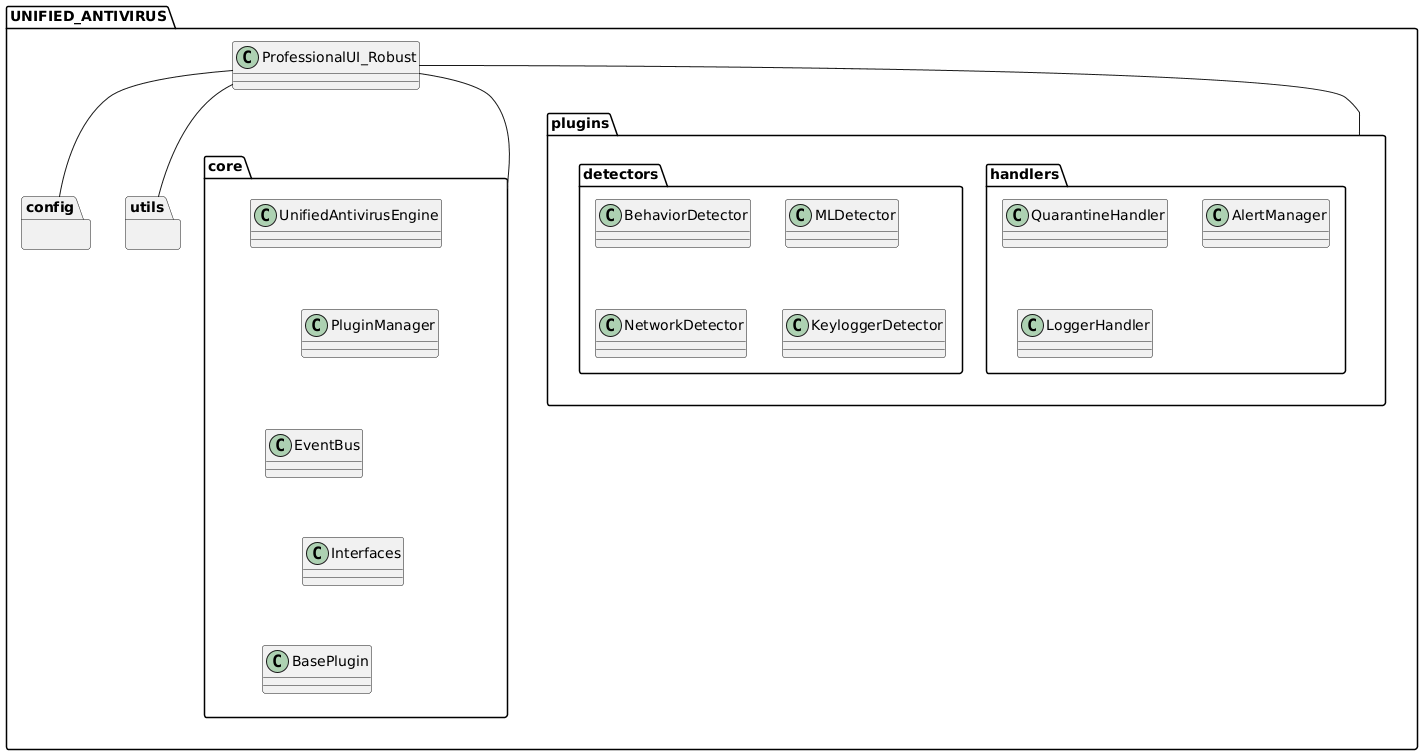 UNIFIED_ANTIVIRUS
C ProfessionalUI_Robust
config
utils
core
C UnifiedAntivirusEngine
C PluginManager
C EventBus
C Interfaces
C BasePlugin
plugins
detectors
C BehaviorDetector
C MLDetector
C NetworkDetector
C KeyloggerDetector
handlers
C QuarantineHandler
C AlertManager
C LoggerHandler